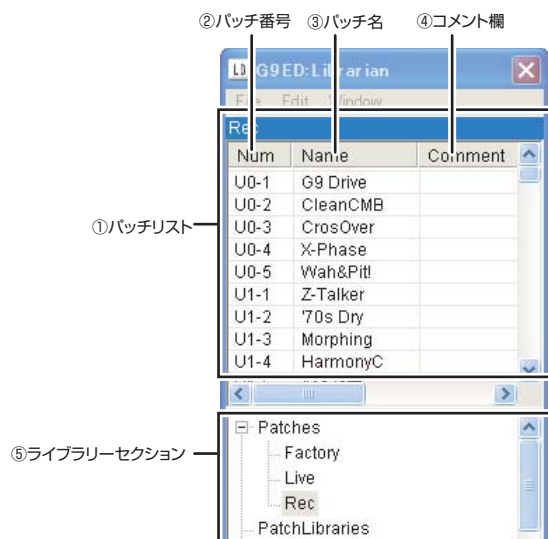 ②パッチ番号 ③パッチ名 ④コメント欄
G9ED:Librarian
File Edit Window
Rec
Num Name Comment
U0-1 G9 Drive
U0-2 CleanCMB
U0-3 CrosOver
①パッチリスト
U0-4 X-Phase
U0-5 Wah&Pit!
U1-1 Z-Talker
U1-2 '70s Dry
U1-3 Morphing
U1-4 HarmonyC
Patches
Factory
⑤ライブラリーセクション
Live
Rec
PatchLibraries